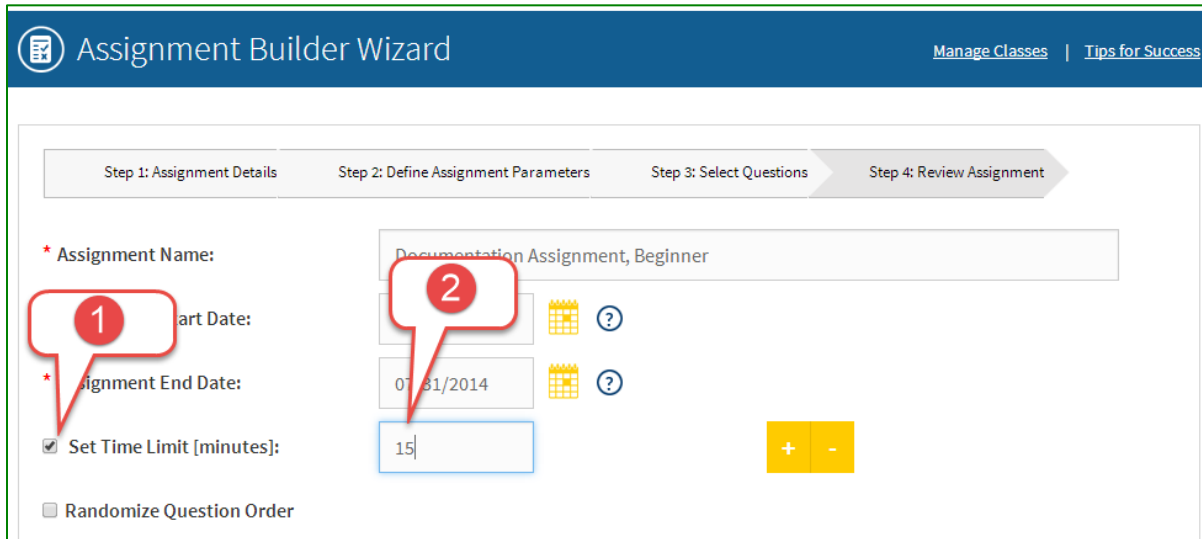 Assignment Builder Wizard
Manage Classes | Tips for Success
Step 1: Assignment Details Step 2: Define Assignment Parameters Step 3: Select Questions Step 4: Review Assignment
* Assignment Name: Documentation Assignment, Beginner
1 2
art Date: ?
* signment End Date: 07 31/2014 ?
Set Time Limit [minutes]: 15 + -
Randomize Question Order